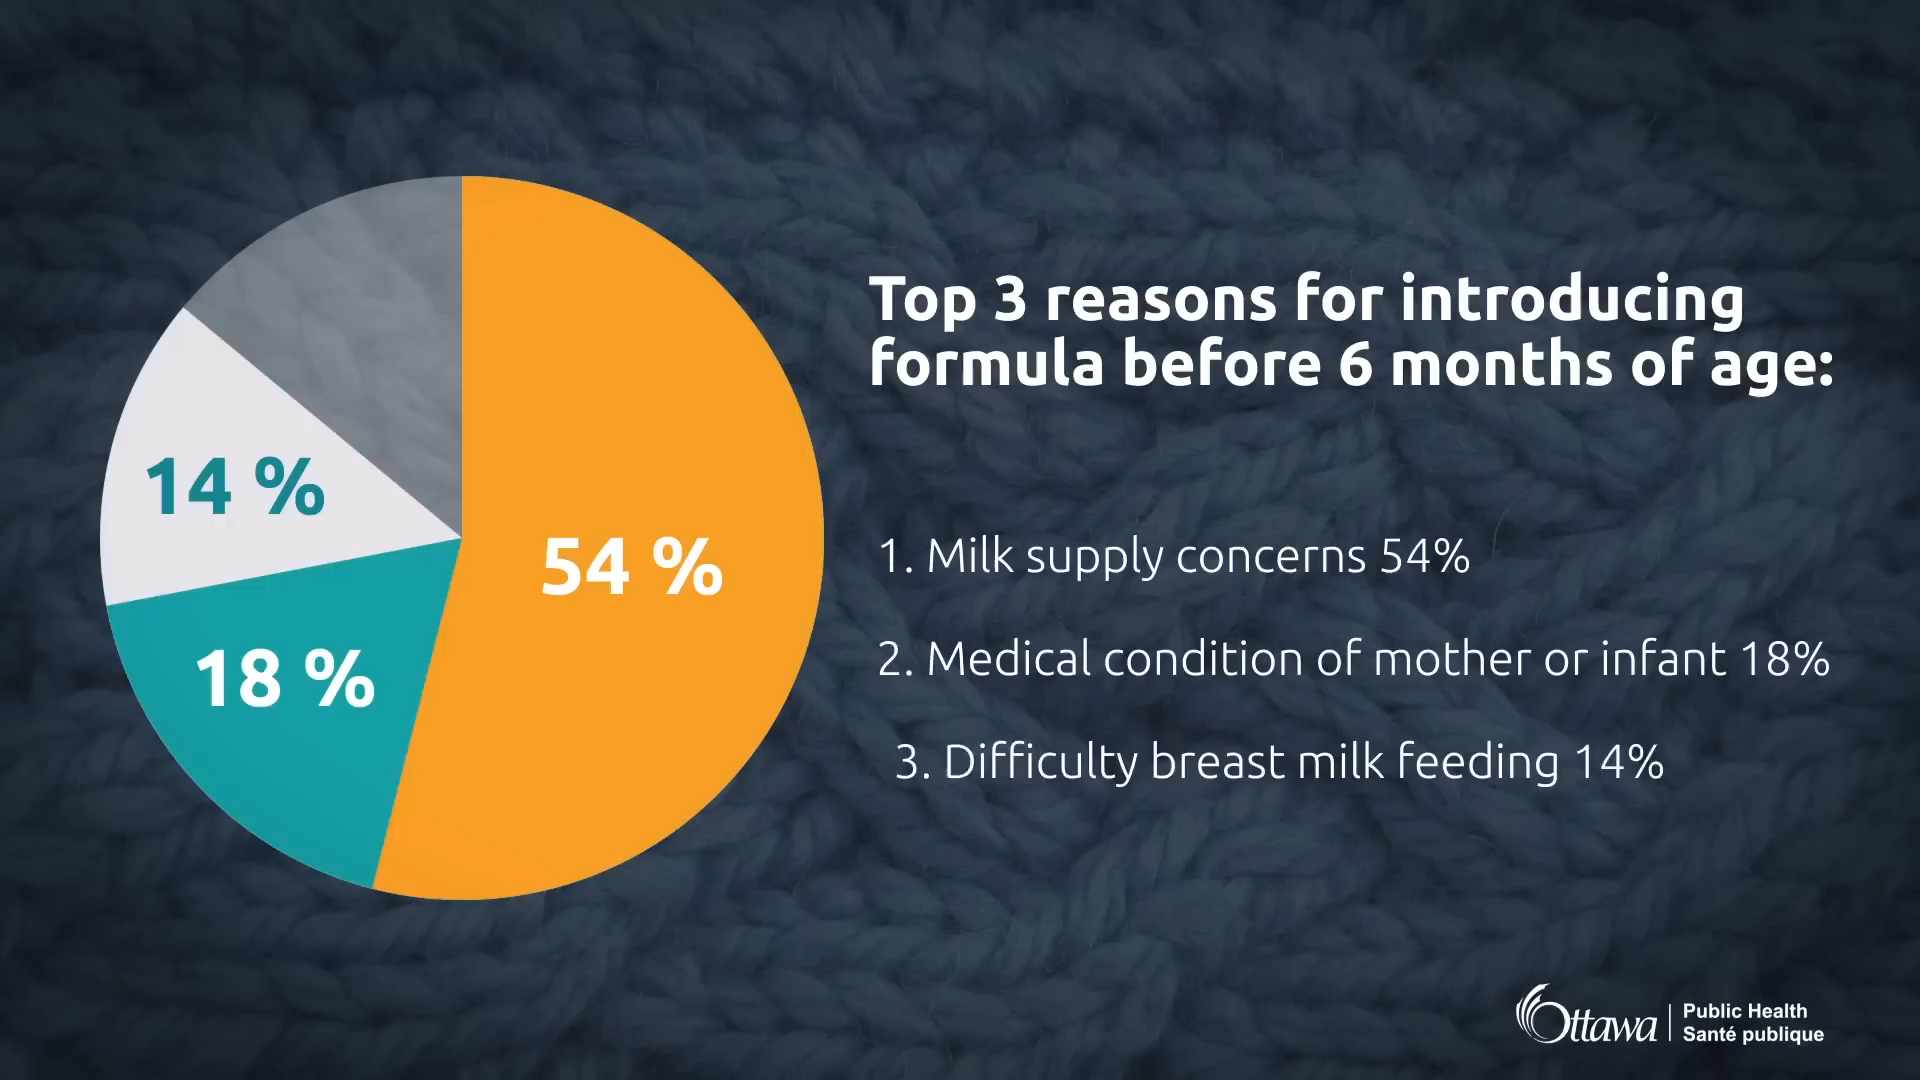 Top 3 reasons for introducing
formula before 6 months of age:
14 %
54 %
18 %
1. Milk supply concerns 54%
2. Medical condition of mother or infant 18%
3. Difficulty breast milk feeding 14%
Ottawa
Public Health
Santé publique